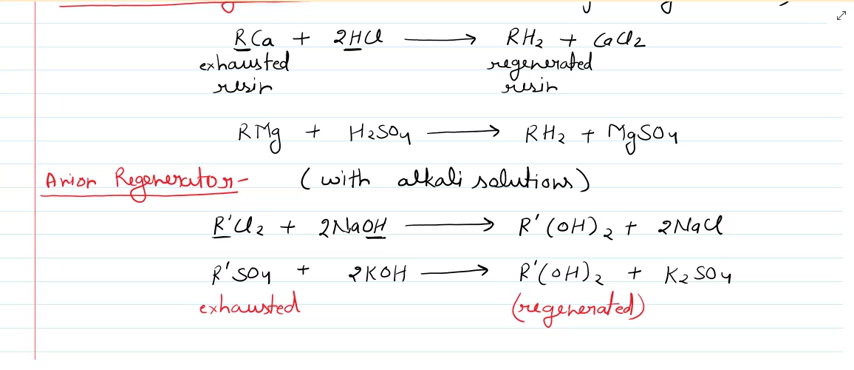 RCa + 2HCl ⟶ RH2 + CaCl2
exhausted regenerated
resin resin
RMg + H2SO4 ⟶ RH2 + MgSO4
Anion Regenerator- (with alkali solutions)
R'Cl2 + 2NaOH ⟶ R'(OH)2 + 2NaCl
R'SO4 + 2KOH ⟶ R'(OH)2 + K2SO4
exhausted (regenerated)